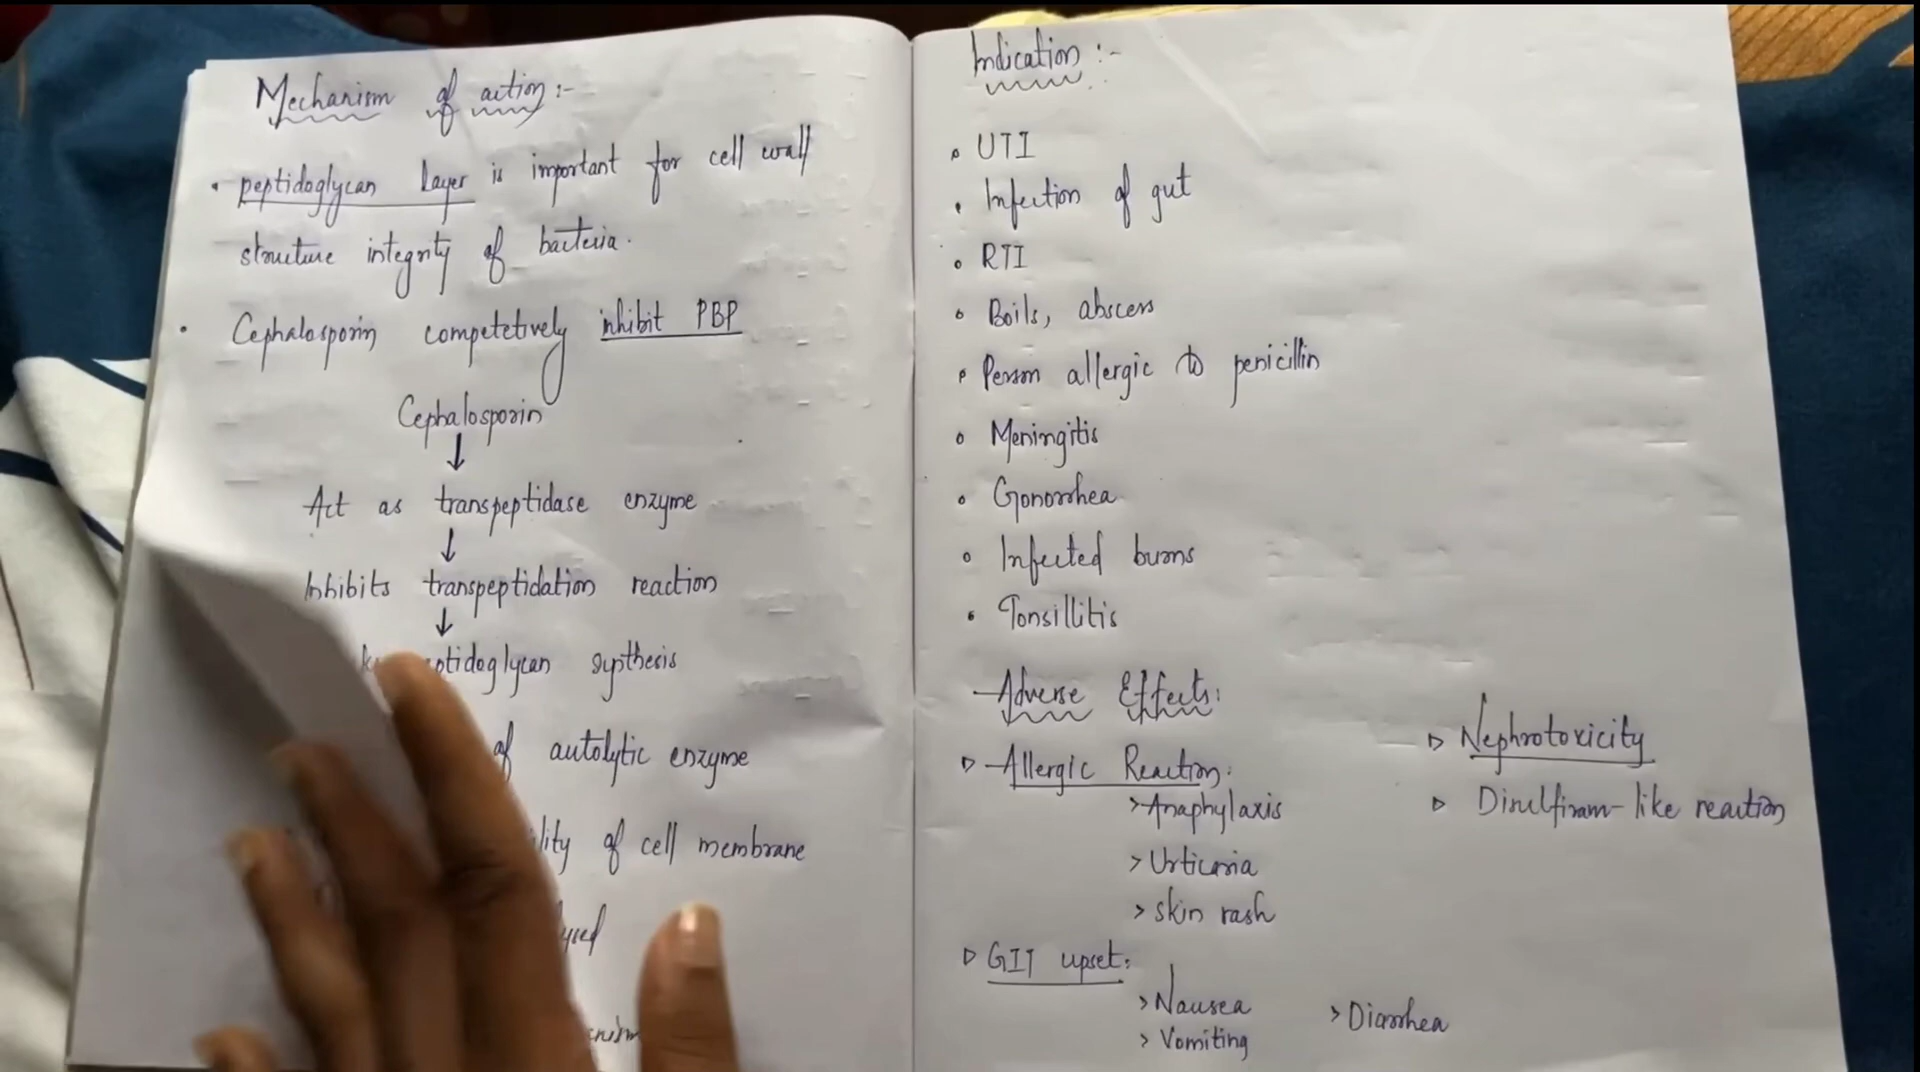 Mechanism of action :-
• peptidoglycan layer is important for cell wall
structure integrity of bacteria.
• Cephalosporin competetively inhibit PBP
Cephalosporin
↓
Act as transpeptidase enzyme
↓
Inhibits transpeptidation reaction
↓
synthesis
of autolytic enzyme
of cell membrane
Indication :-
• UTI
• Infection of gut
• RTI
• Boils, abscess
• Person allergic to penicillin
• Meningitis
• Gonorrhea
• Infected burns
• Tonsillitis
Adverse Effects:
▷ Allergic Reaction:
> Anaphylaxis
> Urticaria
> skin rash
▷ GIT upset:
> Nausea
> Vomiting
> Diarrhea
▷ Nephrotoxicity
▷ Disulfiram-like reaction